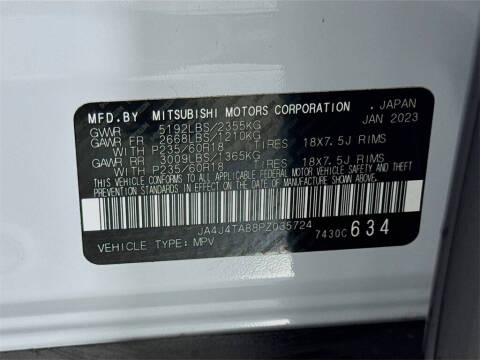 MFD.BY MITSUBISHI MOTORS CORPORATION . JAPAN
GVWR 5192LBS/2355KG JAN 2023
GAWR FR 2668LBS/1210KG
WITH P235/60R18 TIRES 18X7.5J RIMS
GAWR RR 3009LBS/1365KG
WITH P235/60R18 TIRES 18X7.5J RIMS
THIS VEHICLE CONFORMS TO ALL APPLICABLE FEDERAL MOTOR VEHICLE SAFETY, BUMPER AND THEFT
PREVENTION STANDARDS IN EFFECT ON THE DATE OF MANUFACTURE SHOWN ABOVE.
JA4J4TAB8PZ035724 7430C 634
VEHICLE TYPE: MPV